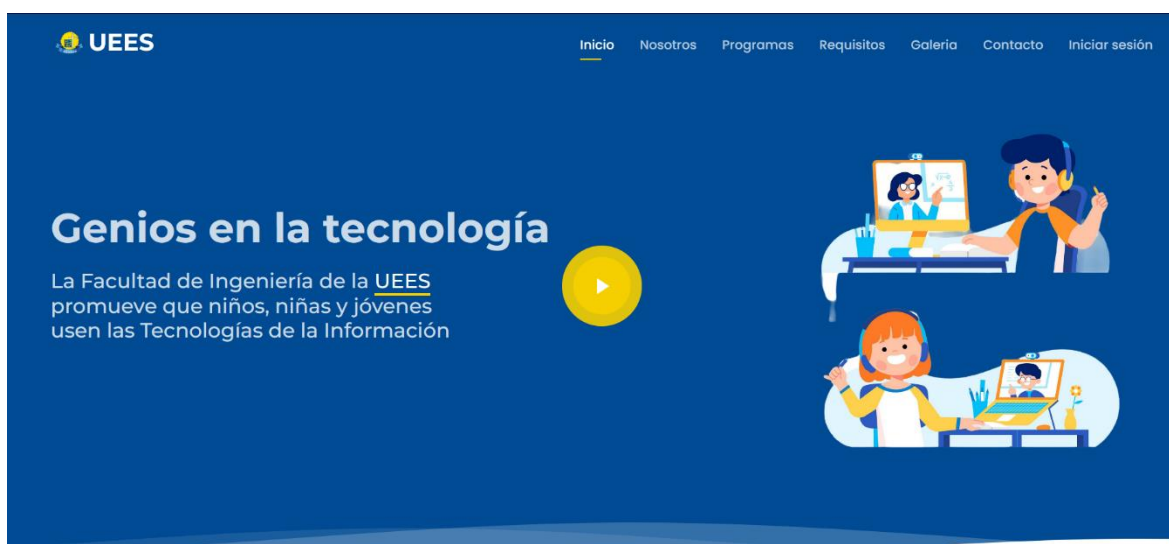 UEES
Inicio Nosotros Programas Requisitos Galeria Contacto Iniciar sesión
Genios en la tecnología
La Facultad de Ingeniería de la UEES
promueve que niños, niñas y jóvenes
usen las Tecnologías de la Información